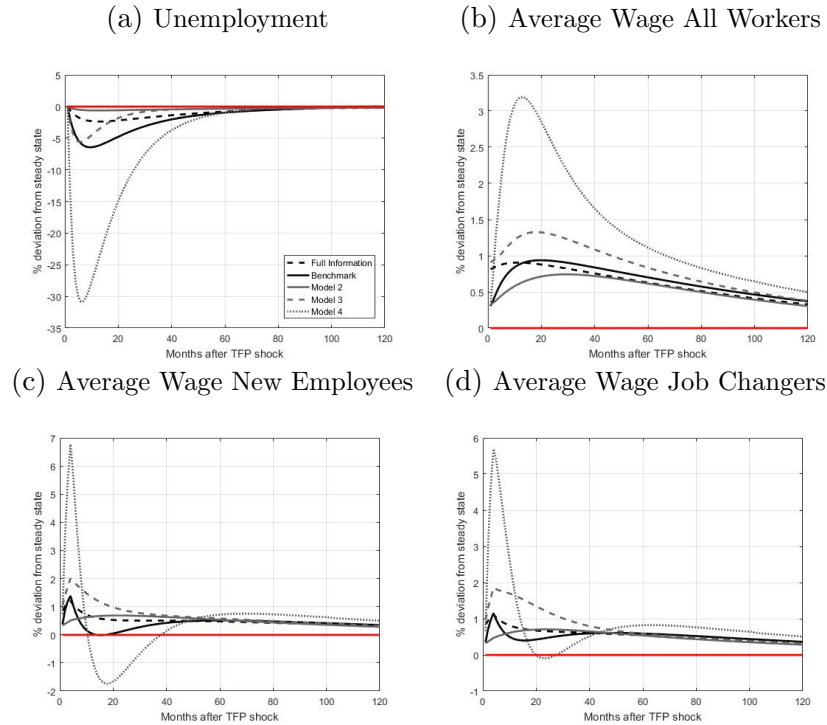 (a) Unemployment
(b) Average Wage All Workers
% deviation from steady state
5
0
-5
-10
-15
-20
-25
-30
-35
0 20 40 60 80 100 120
Months after TFP shock
Full Information
Benchmark
Model 2
Model 3
Model 4
% deviation from steady state
3.5
3
2.5
2
1.5
1
0.5
0
0 20 40 60 80 100 120
Months after TFP shock
(c) Average Wage New Employees
(d) Average Wage Job Changers
% deviation from steady state
7
6
5
4
3
2
1
0
-1
-2
0 20 40 60 80 100 120
Months after TFP shock
% deviation from steady state
6
5
4
3
2
1
0
-1
0 20 40 60 80 100 120
Months after TFP shock